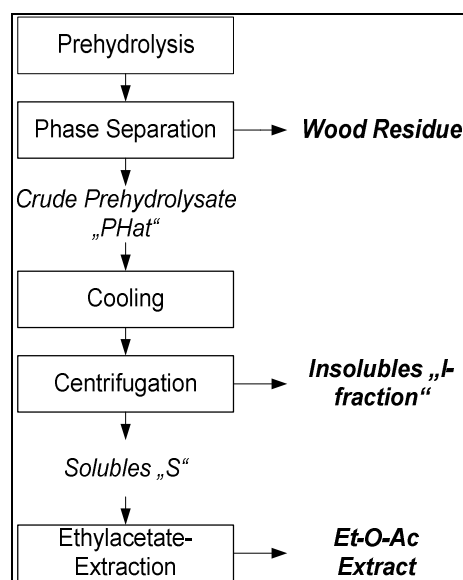 Prehydrolysis
Phase Separation
Wood Residue
Crude Prehydrolysate
„PHat“
Cooling
Centrifugation
Insolubles „I-
fraction“
Solubles „S“
Ethylacetate-
Extraction
Et-O-Ac
Extract